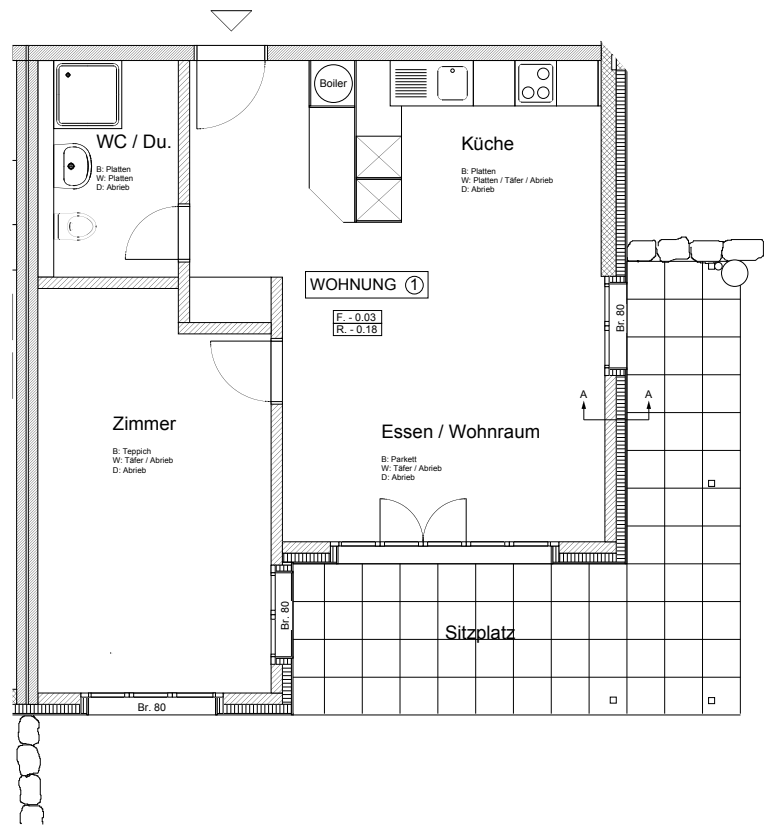 Boiler
WC / Du.
B: Platten
W: Platten
D: Abrieb
Küche
B: Platten
W: Platten / Täfer / Abrieb
D: Abrieb
WOHNUNG 1
F. - 0.03
R. - 0.18
Br. 80
A A
Zimmer
B: Teppich
W: Täfer / Abrieb
D: Abrieb
Essen / Wohnraum
B: Parkett
W: Täfer / Abrieb
D: Abrieb
Br. 80
Sitzplatz
Br. 80